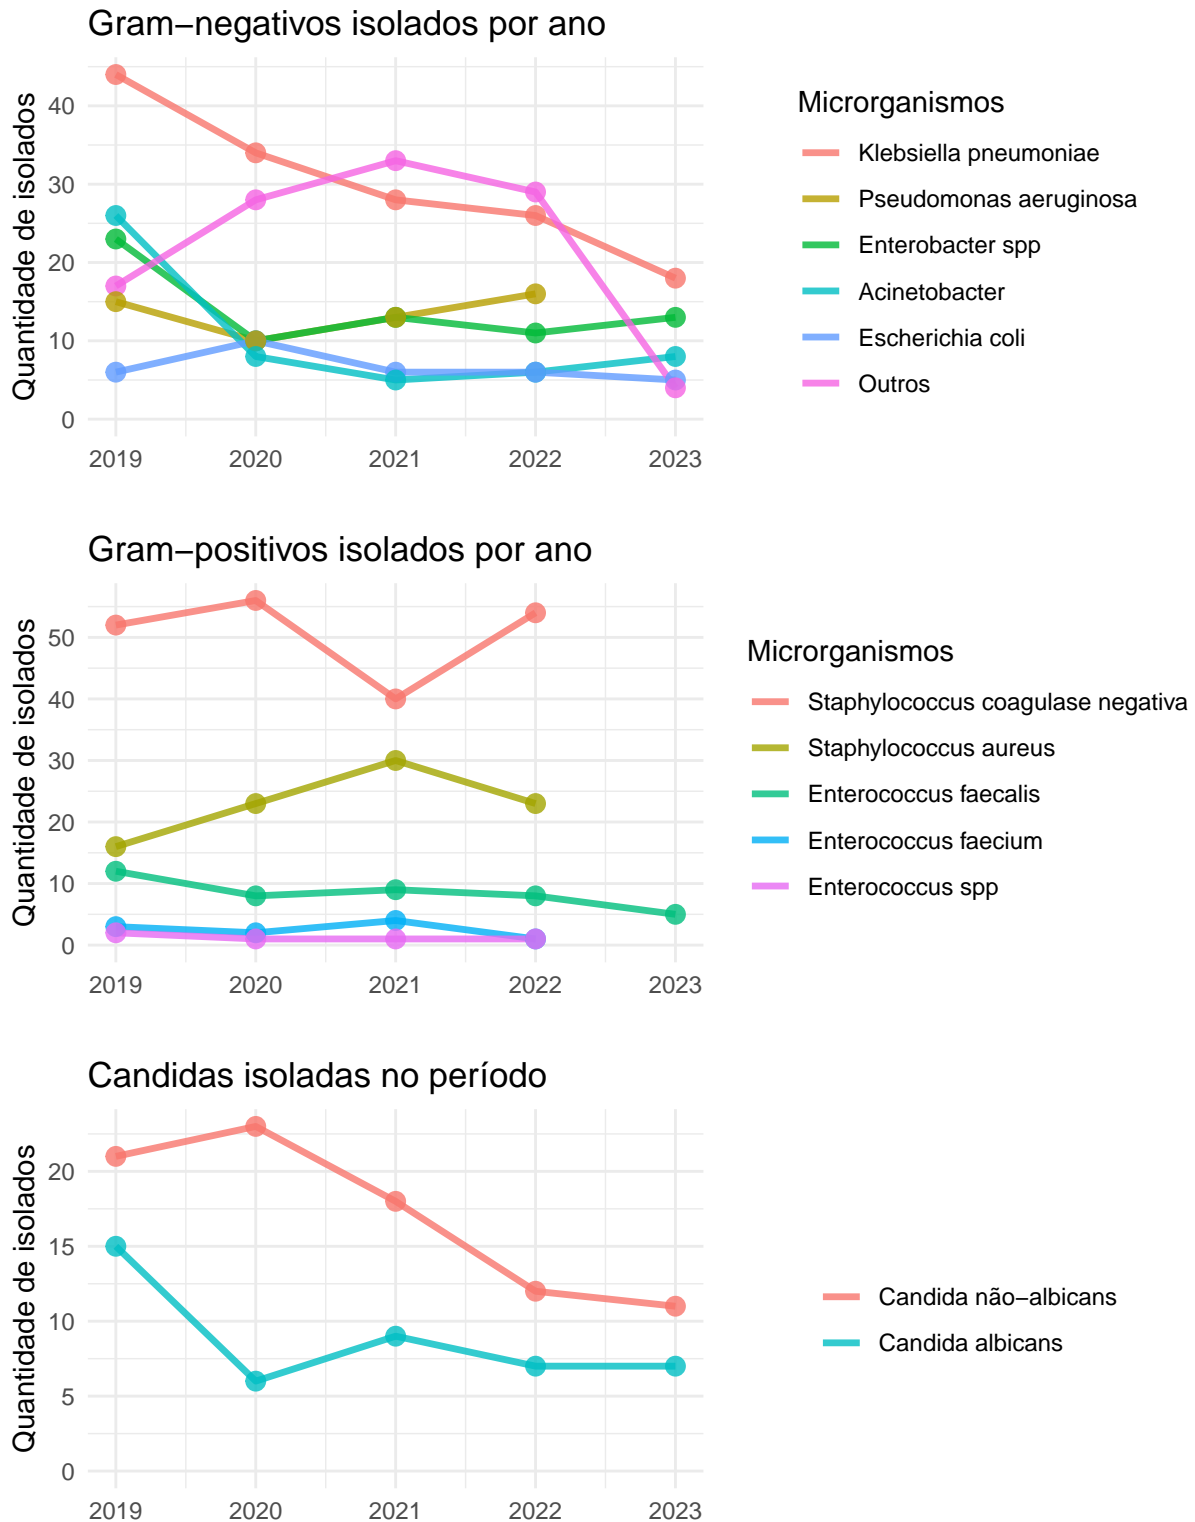 Gram−negativos isolados por ano
Quantidade de isolados
40
30
20
10
0
2019 2020 2021 2022 2023
Microrganismos
Klebsiella pneumoniae
Pseudomonas aeruginosa
Enterobacter spp
Acinetobacter
Escherichia coli
Outros
Gram−positivos isolados por ano
Quantidade de isolados
50
40
30
20
10
0
2019 2020 2021 2022 2023
Microrganismos
Staphylococcus coagulase negativa
Staphylococcus aureus
Enterococcus faecalis
Enterococcus faecium
Enterococcus spp
Candidas isoladas no período
Quantidade de isolados
20
15
10
5
0
2019 2020 2021 2022 2023
Candida não−albicans
Candida albicans